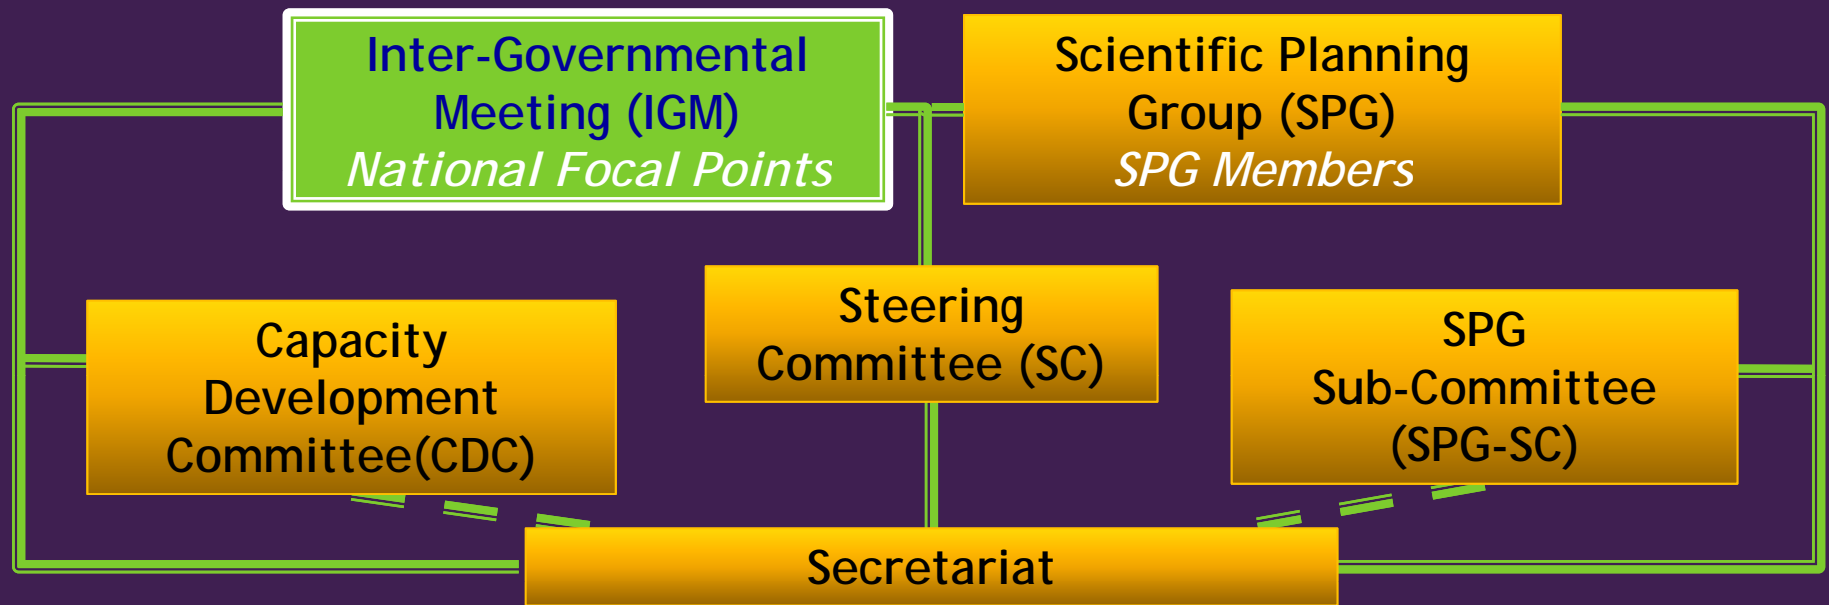 Inter-Governmental
Meeting (IGM)
National Focal Points
Scientific Planning
Group (SPG)
SPG Members
Capacity
Development
Committee(CDC)
Steering
Committee (SC)
SPG
Sub-Committee
(SPG-SC)
Secretariat